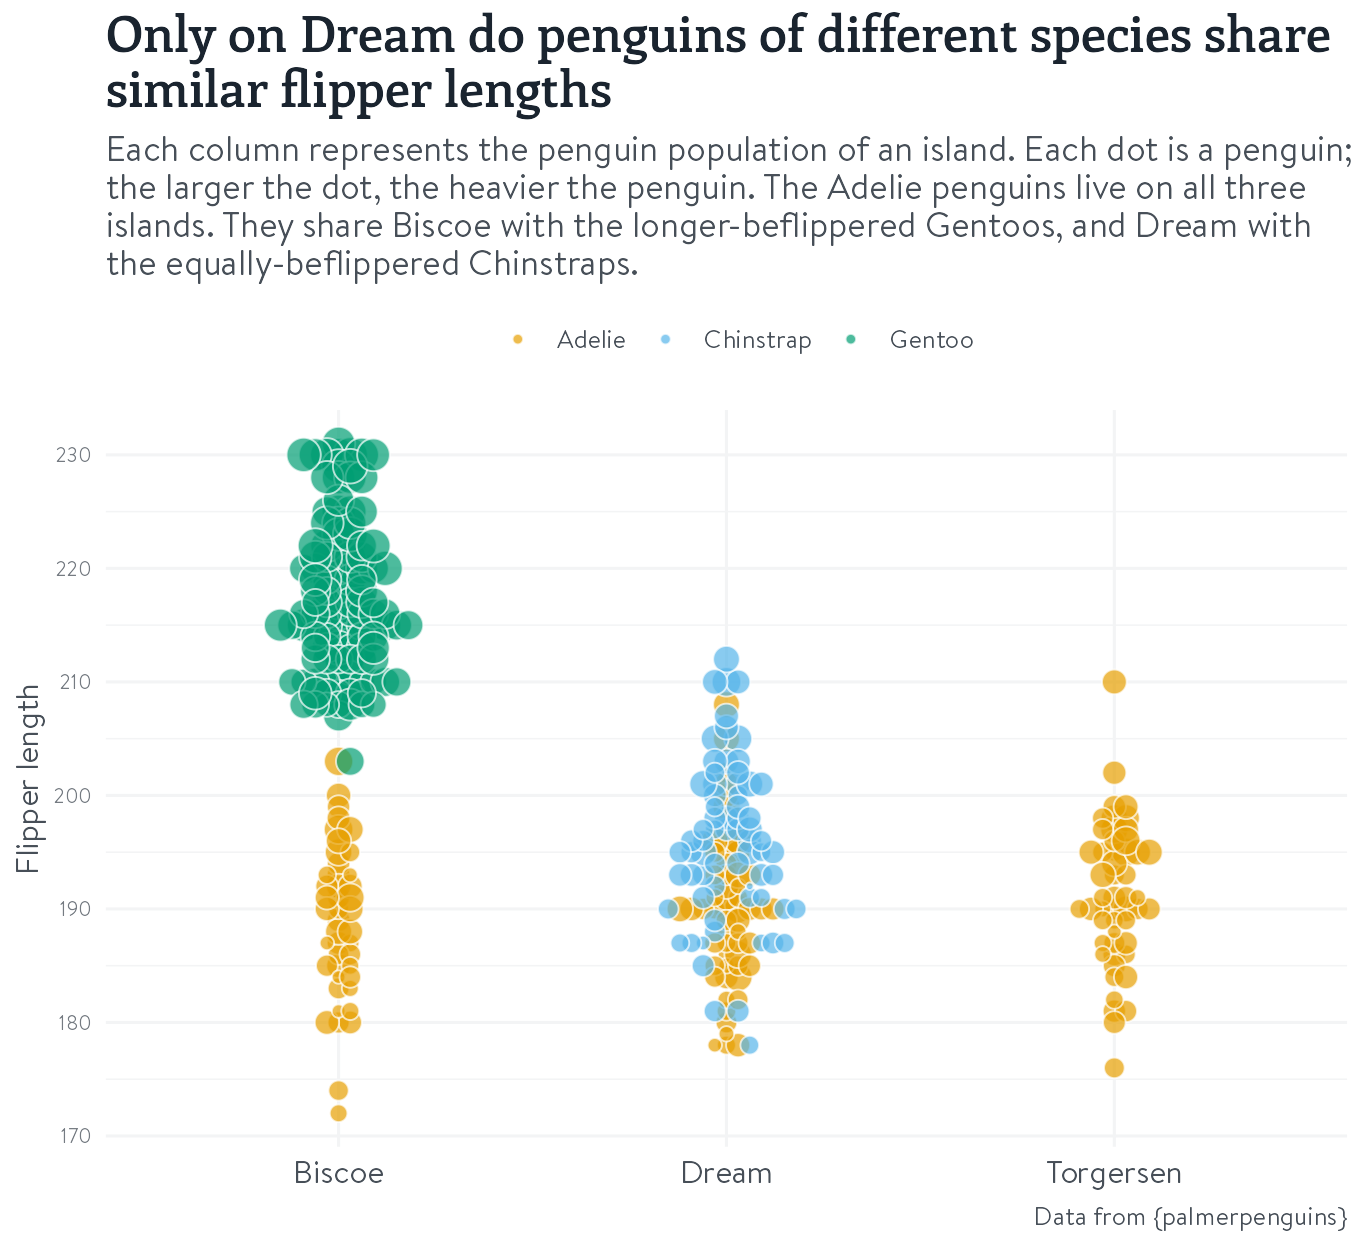 Only on Dream do penguins of different species share
similar flipper lengths
Each column represents the penguin population of an island. Each dot is a penguin;
the larger the dot, the heavier the penguin. The Adelie penguins live on all three
islands. They share Biscoe with the longer-beflippered Gentoos, and Dream with
the equally-beflippered Chinstraps.
Adelie Chinstrap Gentoo
Flipper length
230
220
210
200
190
180
170
Biscoe Dream Torgersen
Data from {palmerpenguins}